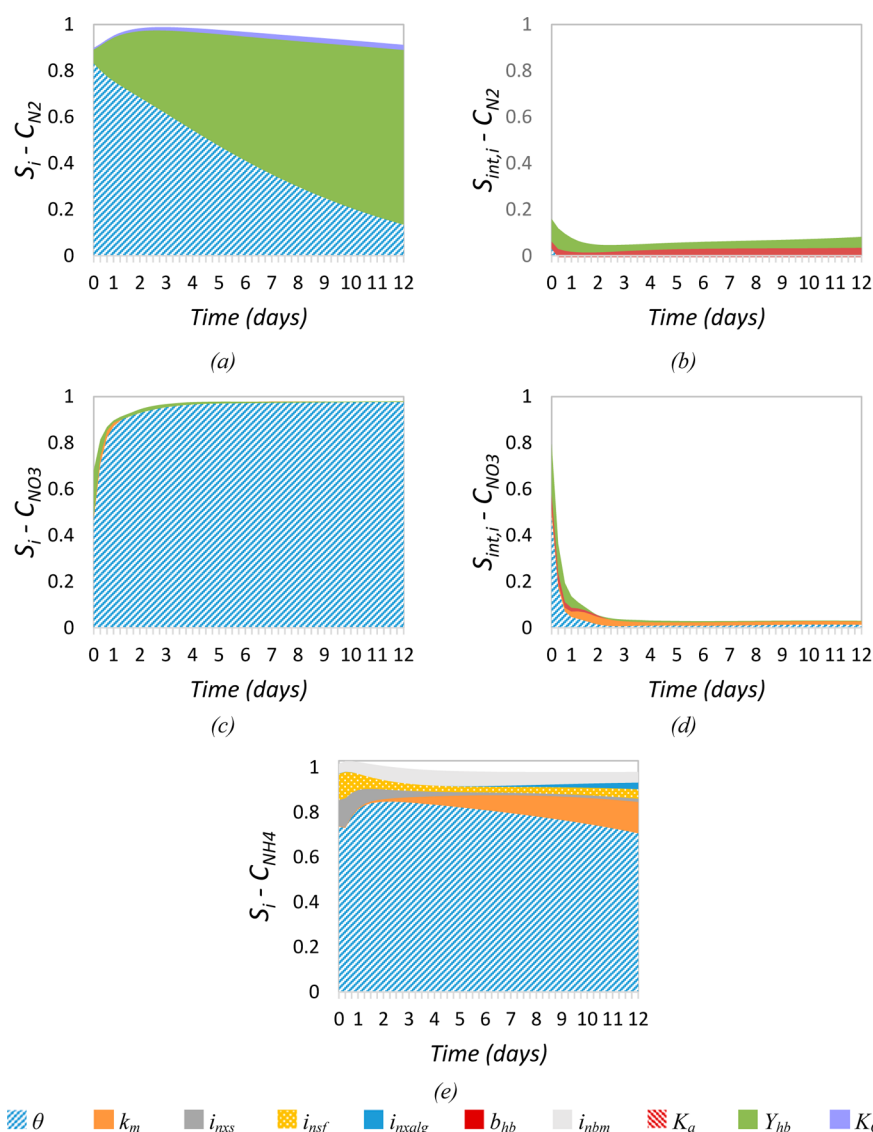 1
0.8
0.6
0.4
0.2
0
S_i - C_N2
0 1 2 3 4 5 6 7 8 9 10 11 12
Time (days)
(a)
1
0.8
0.6
0.4
0.2
0
S_int,i - C_N2
0 1 2 3 4 5 6 7 8 9 10 11 12
Time (days)
(b)
1
0.8
0.6
0.4
0.2
0
S_i - C_NO3
0 1 2 3 4 5 6 7 8 9 10 11 12
Time (days)
(c)
1
0.8
0.6
0.4
0.2
0
S_int,i - C_NO3
0 1 2 3 4 5 6 7 8 9 10 11 12
Time (days)
(d)
1
0.8
0.6
0.4
0.2
0
S_i - C_NH4
0 1 2 3 4 5 6 7 8 9 10 11 12
Time (days)
(e)
θ k_m i_nxs i_nsf i_nxalg b_hb i_nbm K_a Y_hb